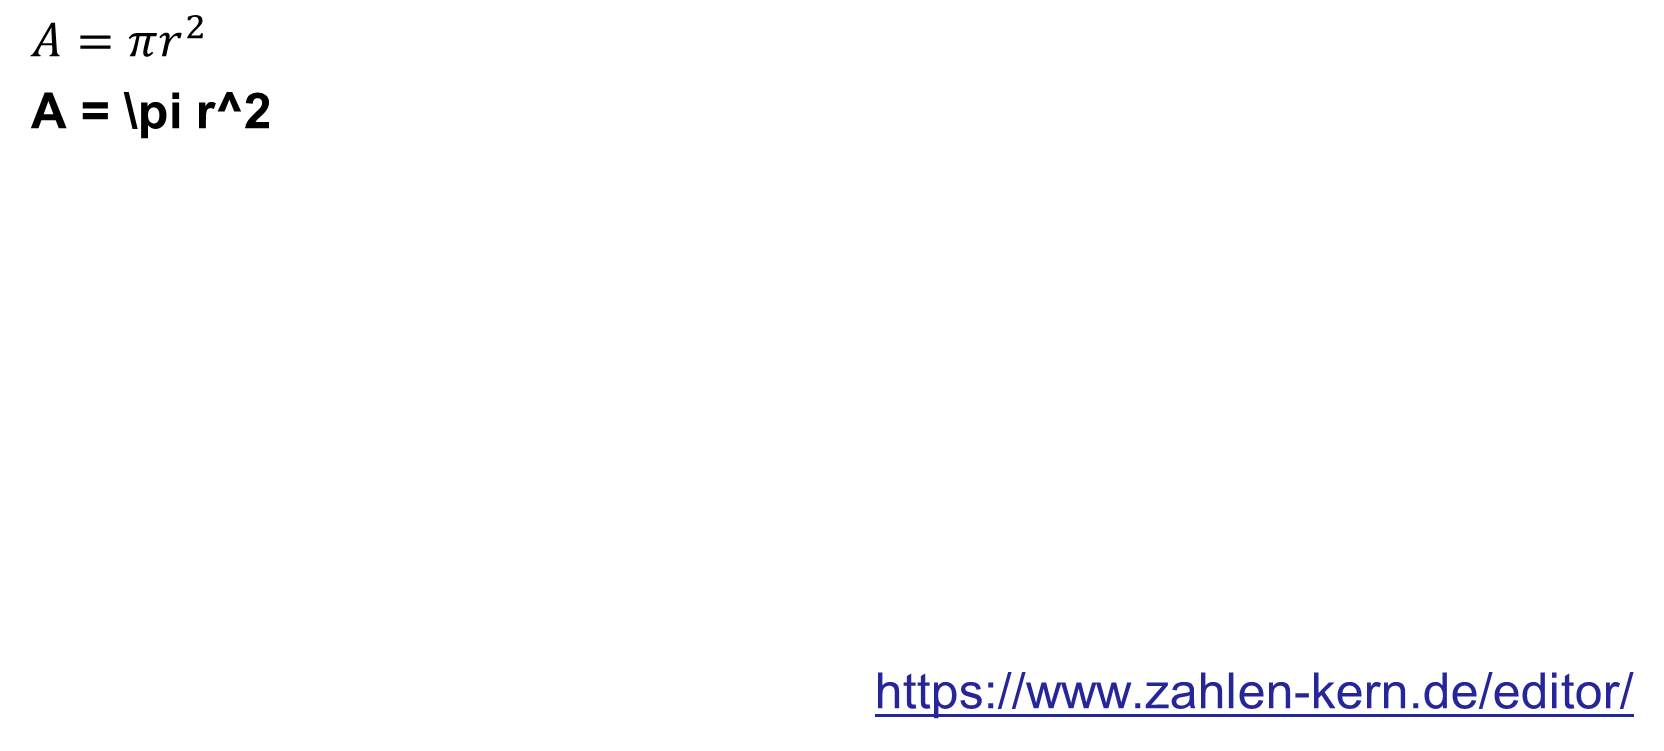 A = πr²
A = \pi r^2
https://www.zahlen-kern.de/editor/